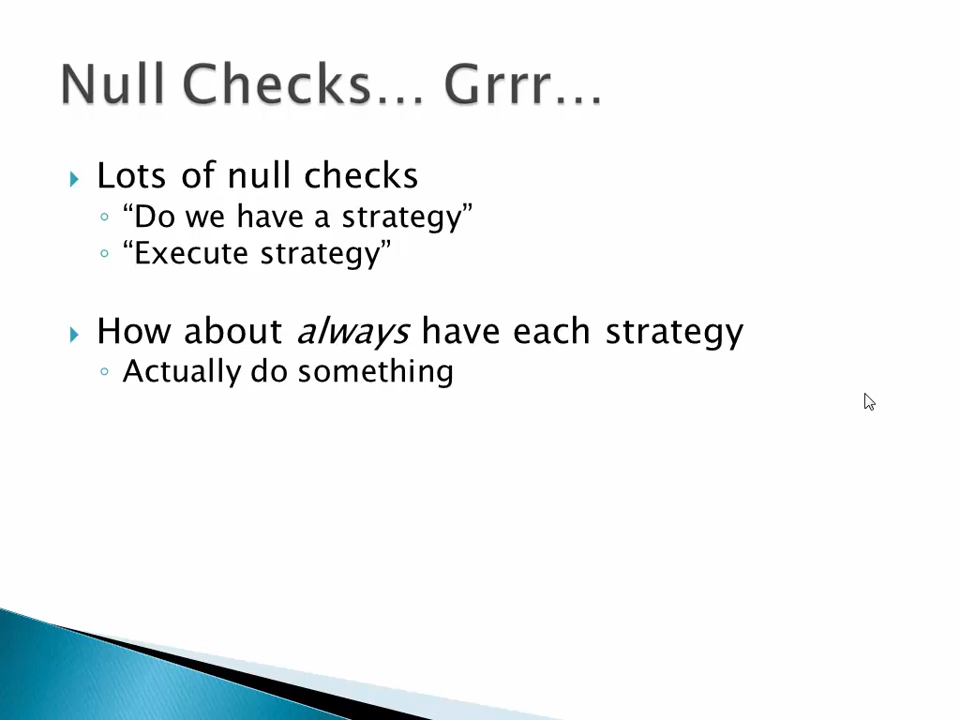 Null Checks… Grrr…
Lots of null checks
“Do we have a strategy”
“Execute strategy”
How about always have each strategy
Actually do something